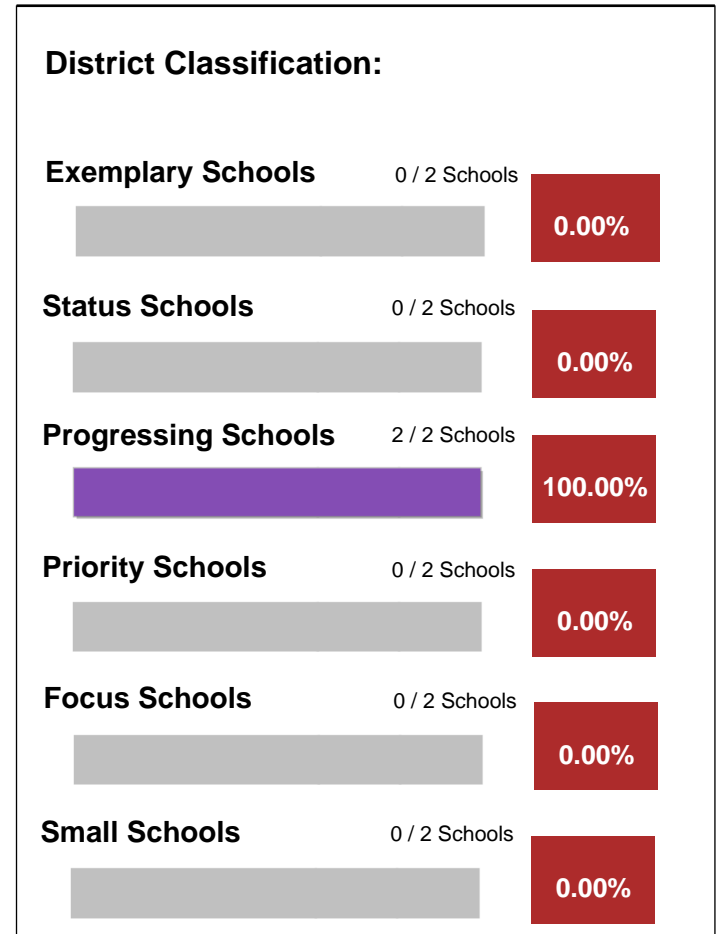 District Classification:
Exemplary Schools 0 / 2 Schools
0.00%
Status Schools 0 / 2 Schools
0.00%
Progressing Schools 2 / 2 Schools
100.00%
Priority Schools 0 / 2 Schools
0.00%
Focus Schools 0 / 2 Schools
0.00%
Small Schools 0 / 2 Schools
0.00%